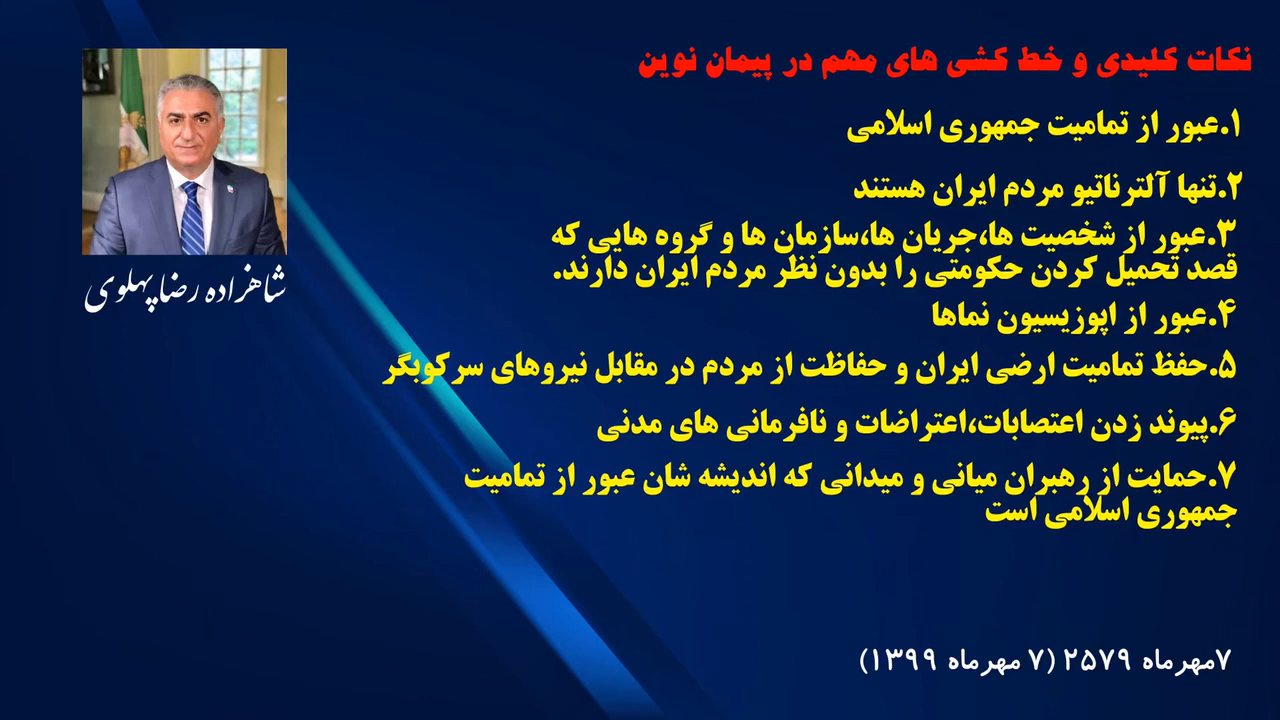 نکات کلیدی و خط کشی های مهم در پیمان نوین
۱.عبور از تمامیت جمهوری اسلامی
۲.تنها آلترناتیو مردم ایران هستند
۳.عبور از شخصیت ها،جریان ها،سازمان ها و گروه هایی که
قصد تحمیل کردن حکومتی را بدون نظر مردم ایران دارند.
۴.عبور از اپوزیسیون نماها
۵.حفظ تمامیت ارضی ایران و حفاظت از مردم در مقابل نیروهای سرکوبگر
۶.پیوند زدن اعتصابات،اعتراضات و نافرمانی های مدنی
۷.حمایت از رهبران میانی و میدانی که اندیشه شان عبور از تمامیت
جمهوری اسلامی است
شاهزاده رضا پهلوی
۷مهرماه ۲۵۷۹ (۷ مهرماه ۱۳۹۹)